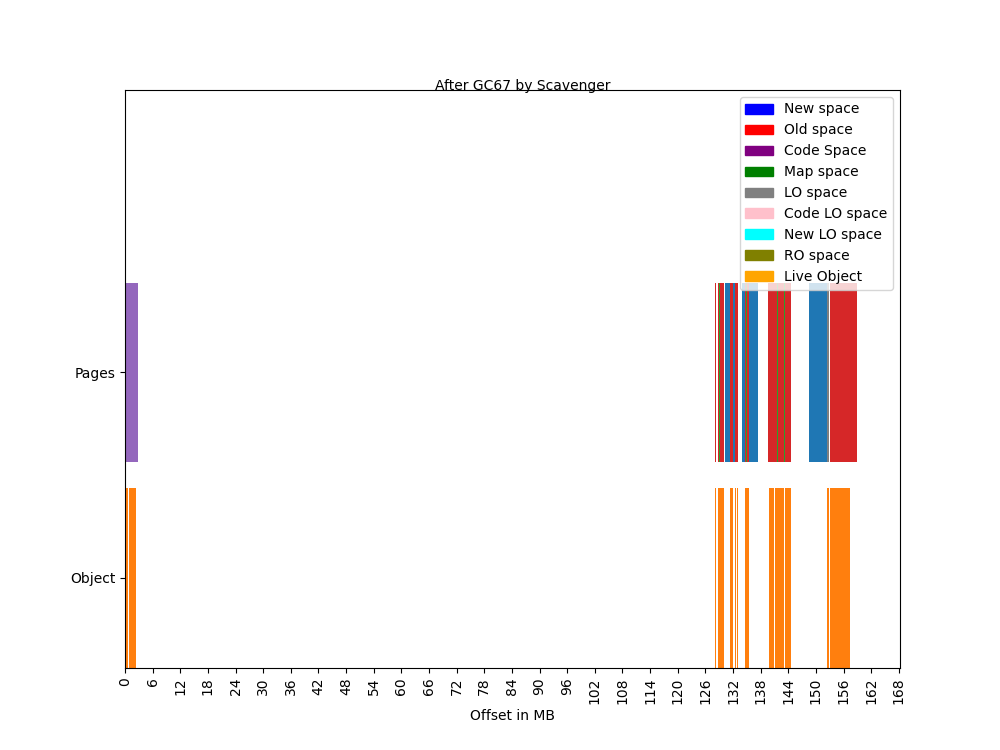 After GC67 by Scavenger
New space
Old space
Code Space
Map space
LO space
Code LO space
New LO space
RO space
Live Object
Pages
Object
0 6 12 18 24 30 36 42 48 54 60 66 72 78 84 90 96 102 108 114 120 126 132 138 144 150 156 162 168
Offset in MB